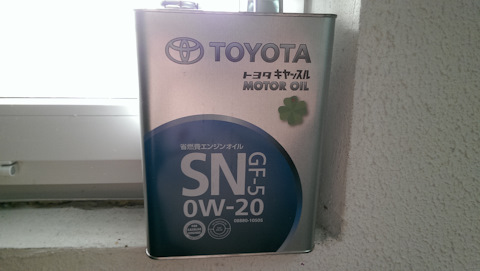 TOYOTA
トヨタ キャッスル
MOTOR OIL
省燃費エンジンオイル
SN GF-5
0W-20